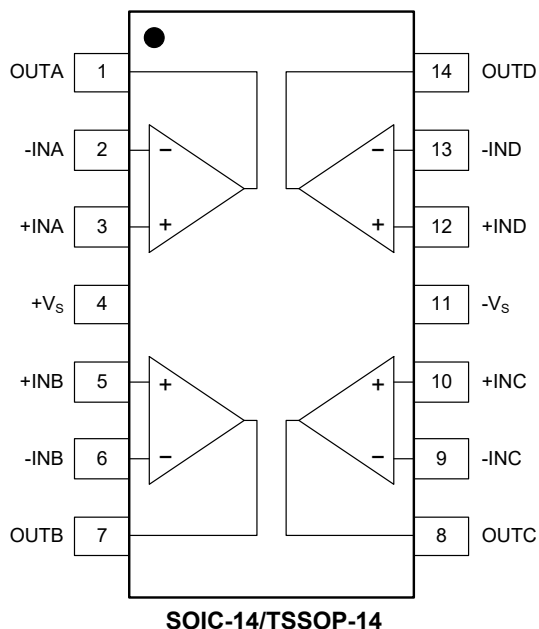 OUTA 1 14 OUTD
-INA 2 − − 13 -IND
+INA 3 + + 12 +IND
+VS 4 11 -VS
+INB 5 + + 10 +INC
-INB 6 − − 9 -INC
OUTB 7 8 OUTC
SOIC-14/TSSOP-14